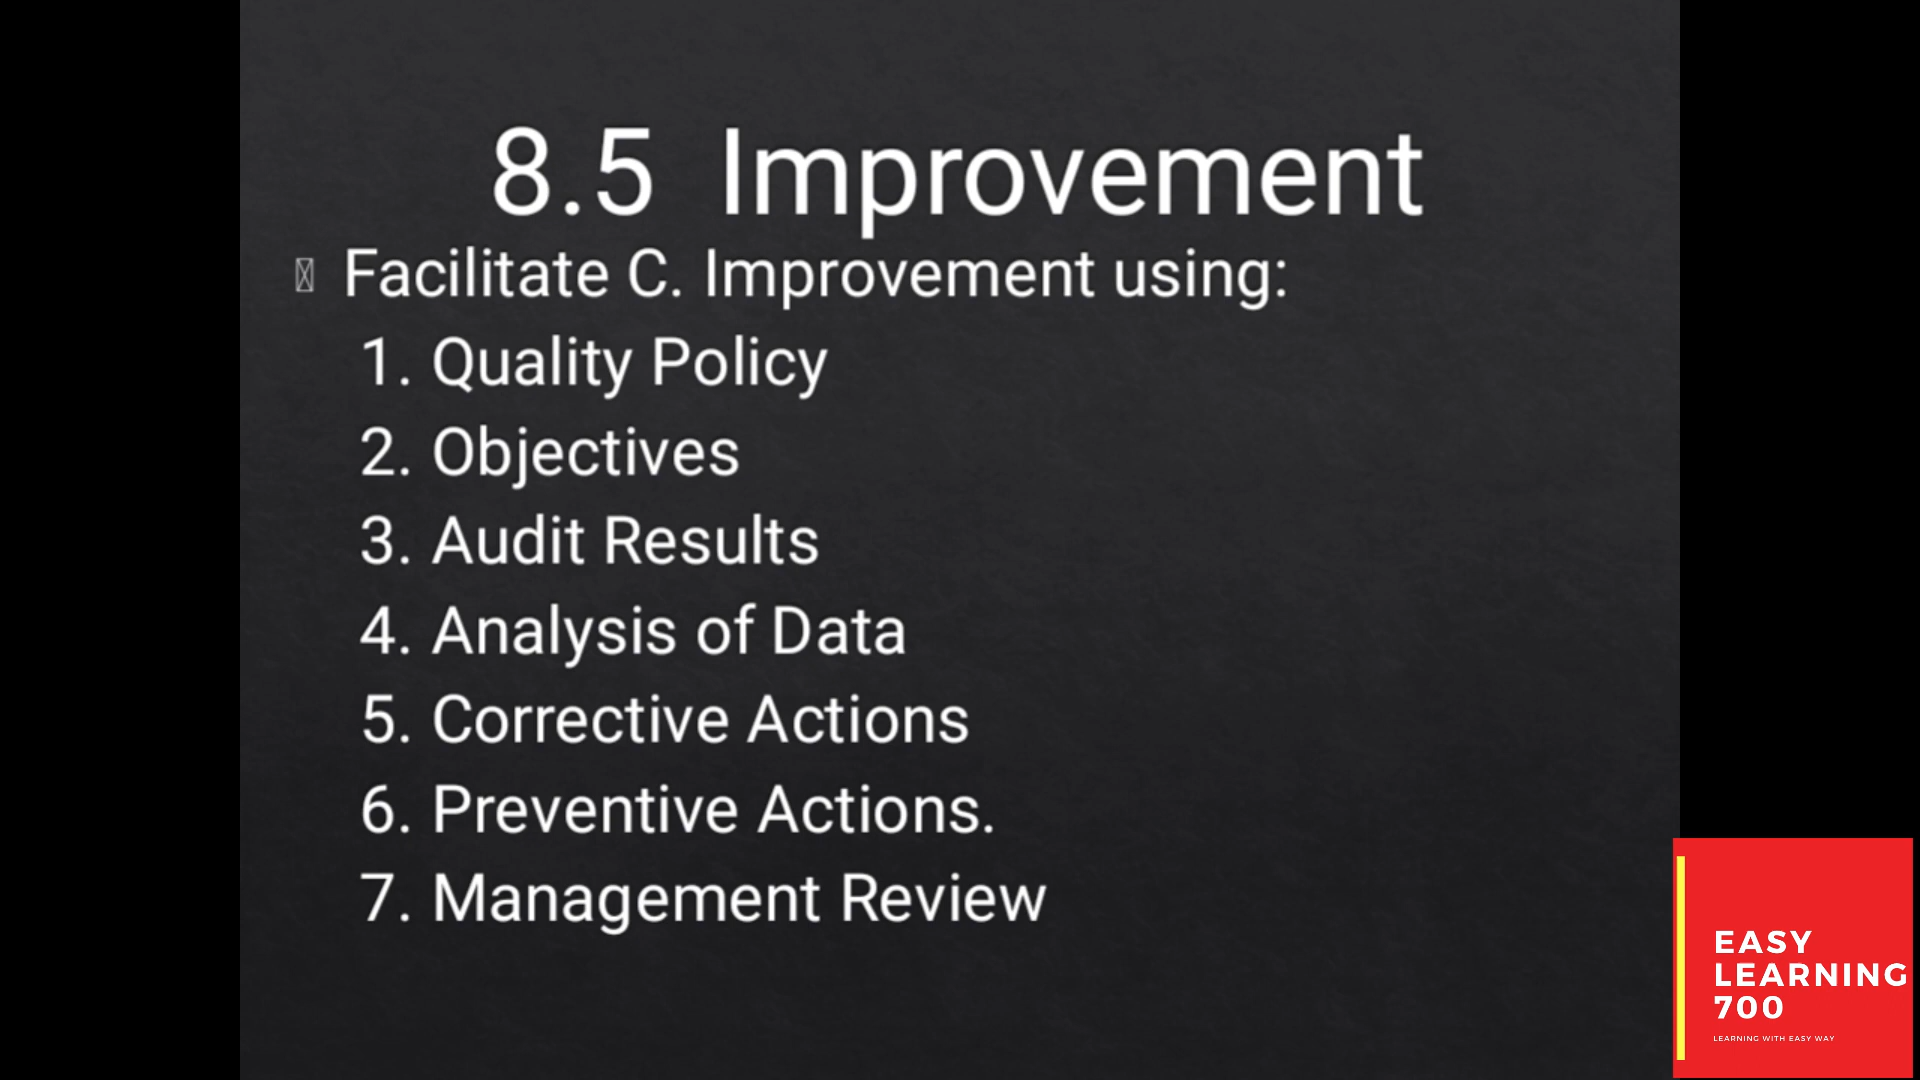 8.5 Improvement
Facilitate C. Improvement using:
1. Quality Policy
2. Objectives
3. Audit Results
4. Analysis of Data
5. Corrective Actions
6. Preventive Actions.
7. Management Review
EASY
LEARNING
700
LEARNING WITH EASY WAY